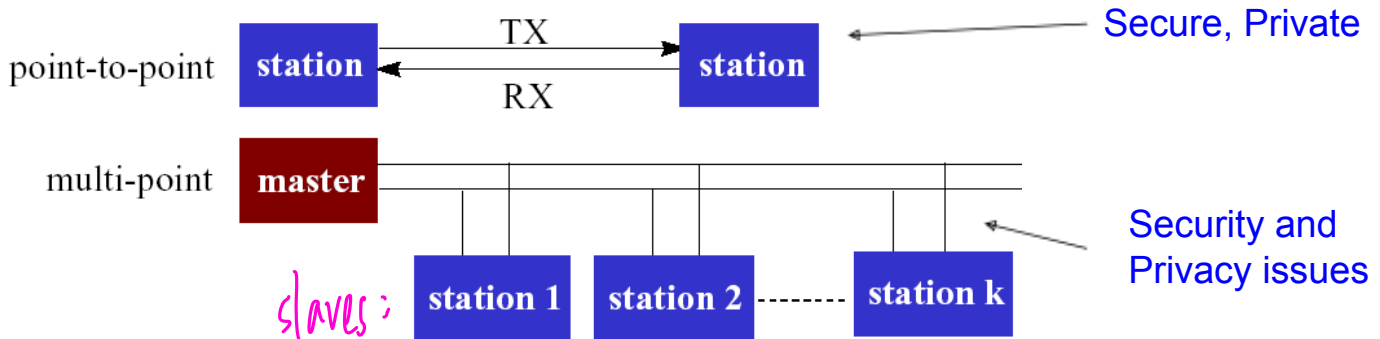 point-to-point
station
TX
RX
station
Secure, Private
multi-point
master
Security and
Privacy issues
slaves:
station 1
station 2
station k